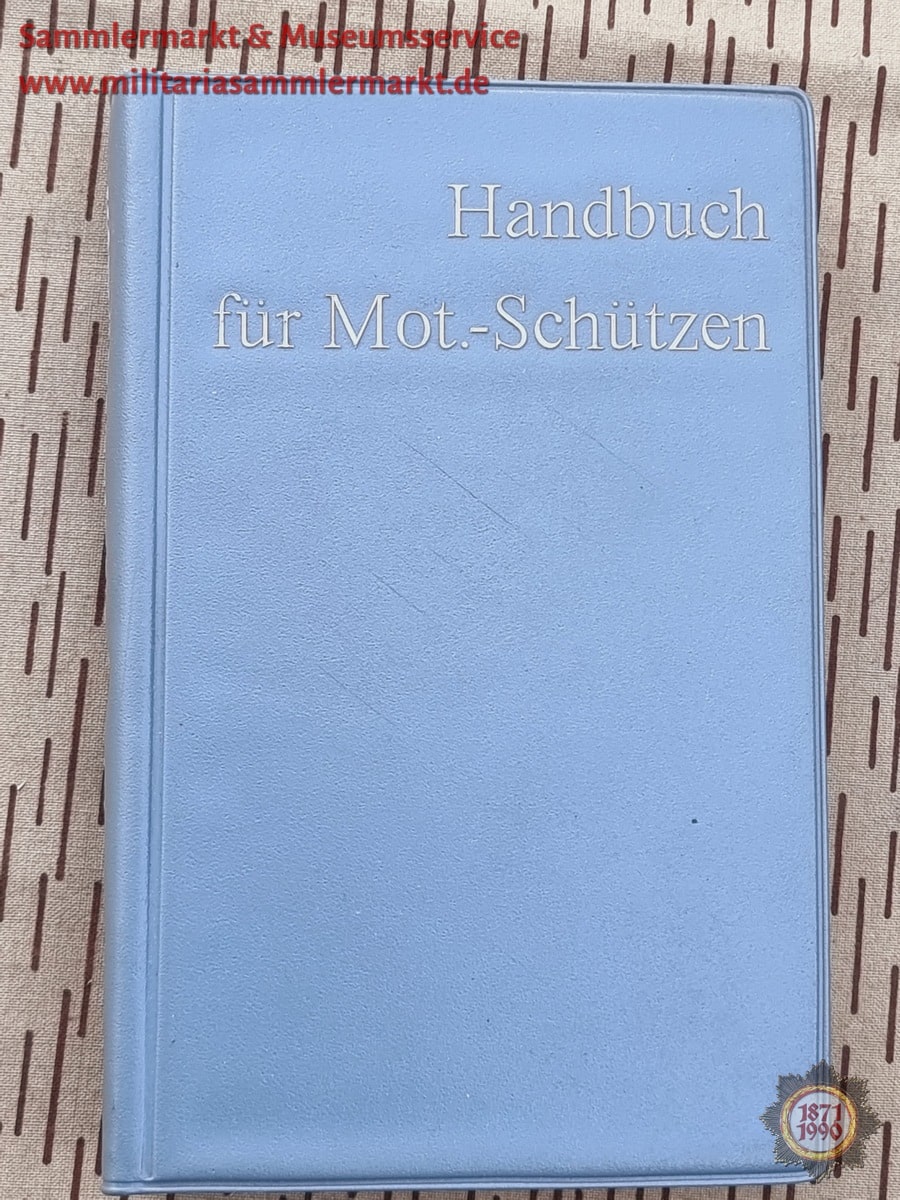 Sammlermarkt & Museumsservice
www.militariasammlermarkt.de
Handbuch
für Mot.-Schützen
1871
1990